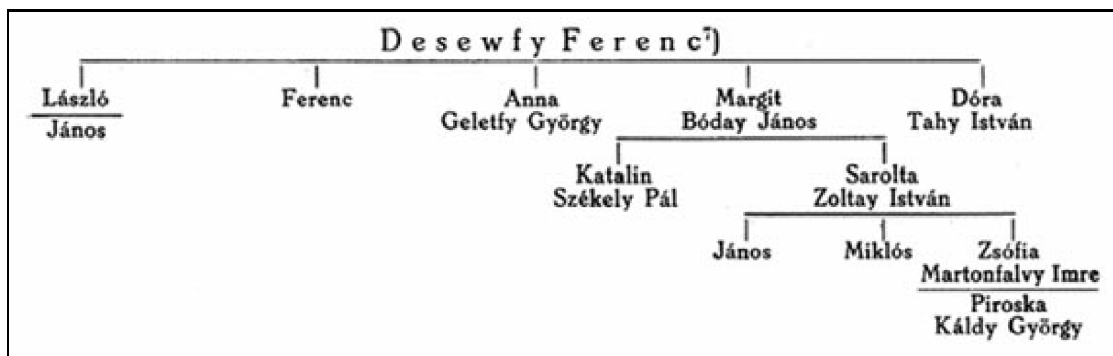 Desewfy Ferenc⁷)
László Ferenc Anna Margit Dóra
János Geletfy György Bóday János Tahy István
Katalin Sarolta
Székely Pál Zoltay István
János Miklós Zsófia
Martonfalvy Imre
Piroska
Káldy György